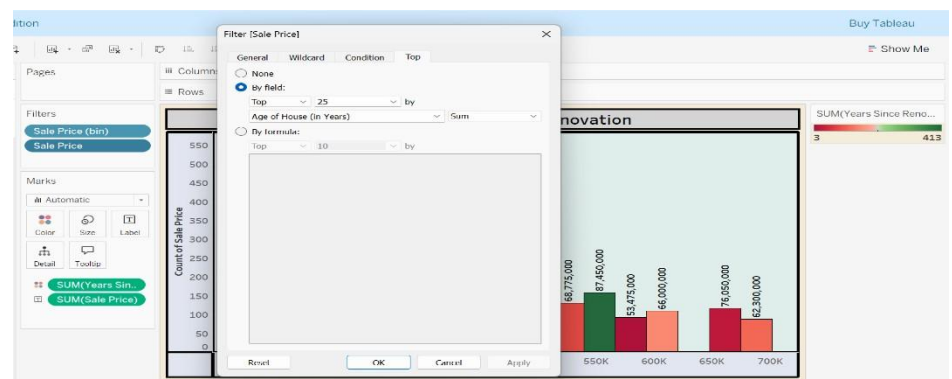 dition
Buy Tableau
Show Me
Pages
Columns
Rows
Filters
Sale Price (bin)
Sale Price
Marks
Automatic
Color
Size
Label
Detail
Tooltip
SUM(Years Sin..
SUM(Sale Price)
Filter [Sale Price]
General Wildcard Condition Top
None
By field:
Top 25 by
Age of House (in Years) Sum
By formula:
Top 10 by
Reset OK Cancel Apply
novation
Count of Sale Price
550
500
450
400
350
300
250
200
150
100
50
0
68,775,000
87,450,000
53,475,000
66,000,000
76,050,000
62,300,000
550K 600K 650K 700K
SUM(Years Since Reno...
3 413